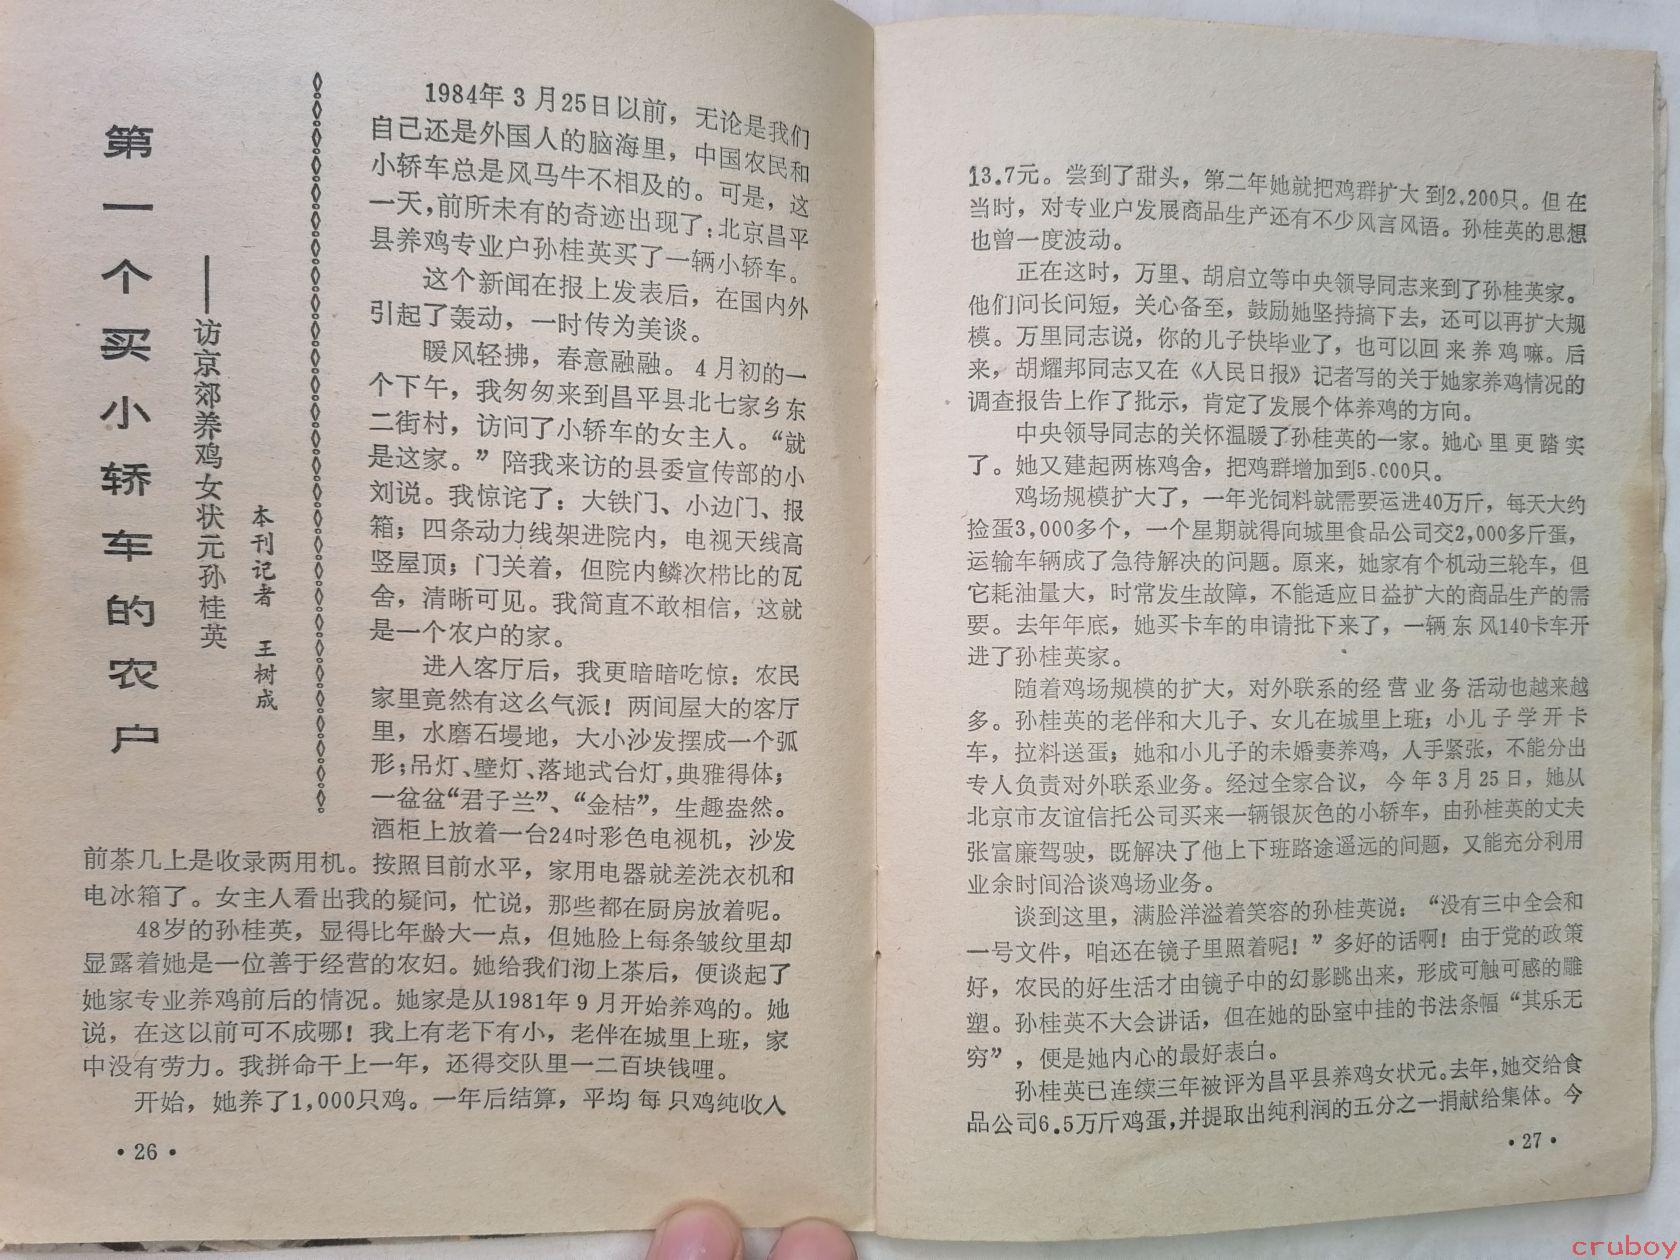 第一个买小轿车的农户
——访京郊养鸡女状元孙桂英
本刊记者 王树成
1984年3月25日以前，无论是我们
自己还是外国人的脑海里，中国农民和
小轿车总是风马牛不相及的。可是，这
一天，前所未有的奇迹出现了：北京昌平
县养鸡专业户孙桂英买了一辆小轿车。
这个新闻在报上发表后，在国内外
引起了轰动，一时传为美谈。
暖风轻拂，春意融融。4月初的一
个下午，我匆匆来到昌平县北七家乡东
二街村，访问了小轿车的女主人。“就
是这家。”陪我来访的县委宣传部的小
刘说。我惊诧了：大铁门、小边门、报
箱；四条动力线架进院内，电视天线高
竖屋顶；门关着，但院内鳞次栉比的瓦
舍，清晰可见。我简直不敢相信，这就
是一个农户的家。
进入客厅后，我更暗暗吃惊：农民
家里竟然有这么气派！两间屋大的客厅
里，水磨石墁地，大小沙发摆成一个弧
形；吊灯、壁灯、落地式台灯，典雅得体；
一盆盆“君子兰”、“金桔”，生趣盎然。
酒柜上放着一台24吋彩色电视机，沙发
前茶几上是收录两用机。按照目前水平，家用电器就差洗衣机和
电冰箱了。女主人看出我的疑问，忙说，那些都在厨房放着呢。
48岁的孙桂英，显得比年龄大一点，但她脸上每条皱纹里却
显露着她是一位善于经营的农妇。她给我们沏上茶后，便谈起了
她家专业养鸡前后的情况。她家是从1981年9月开始养鸡的。她
说，在这以前可不成哪！我上有老下有小，老伴在城里上班，家
中没有劳力。我拼命干上一年，还得交队里一二百块钱哩。
开始，她养了1,000只鸡。一年后结算，平均每只鸡纯收入
·26·
13.7元。尝到了甜头，第二年她就把鸡群扩大到2,200只。但在
当时，对专业户发展商品生产还有不少风言风语。孙桂英的思想
也曾一度波动。
正在这时，万里、胡启立等中央领导同志来到了孙桂英家。
他们问长问短，关心备至，鼓励她坚持搞下去，还可以再扩大规
模。万里同志说，你的儿子快毕业了，也可以回来养鸡嘛。后
来，胡耀邦同志又在《人民日报》记者写的关于她家养鸡情况的
调查报告上作了批示，肯定了发展个体养鸡的方向。
中央领导同志的关怀温暖了孙桂英的一家。她心里更踏实
了。她又建起两栋鸡舍，把鸡群增加到5,000只。
鸡场规模扩大了，一年光饲料就需要运进40万斤，每天大约
捡蛋3,000多个，一个星期就得向城里食品公司交2,000多斤蛋，
运输车辆成了急待解决的问题。原来，她家有个机动三轮车，但
它耗油量大，时常发生故障，不能适应日益扩大的商品生产的需
要。去年年底，她买卡车的申请批下来了，一辆东风140卡车开
进了孙桂英家。
随着鸡场规模的扩大，对外联系的经营业务活动也越来越
多。孙桂英的老伴和大儿子、女儿在城里上班；小儿子学开卡
车，拉料送蛋；她和小儿子的未婚妻养鸡，人手紧张，不能分出
专人负责对外联系业务。经过全家合议，今年3月25日，她从
北京市友谊信托公司买来一辆银灰色的小轿车，由孙桂英的丈夫
张富廉驾驶，既解决了他上下班路途遥远的问题，又能充分利用
业余时间洽谈鸡场业务。
谈到这里，满脸洋溢着笑容的孙桂英说：“没有三中全会和
一号文件，咱还在镜子里照着呢！”多好的话啊！由于党的政策
好，农民的好生活才由镜子中的幻影跳出来，形成可触可感的雕
塑。孙桂英不大会讲话，但在她的卧室中挂的书法条幅“其乐无
穷”，便是她内心的最好表白。
孙桂英已连续三年被评为昌平县养鸡女状元。去年，她交给食
品公司6.5万斤鸡蛋，并提取出纯利润的五分之一捐献给集体。今
·27·
cruboy